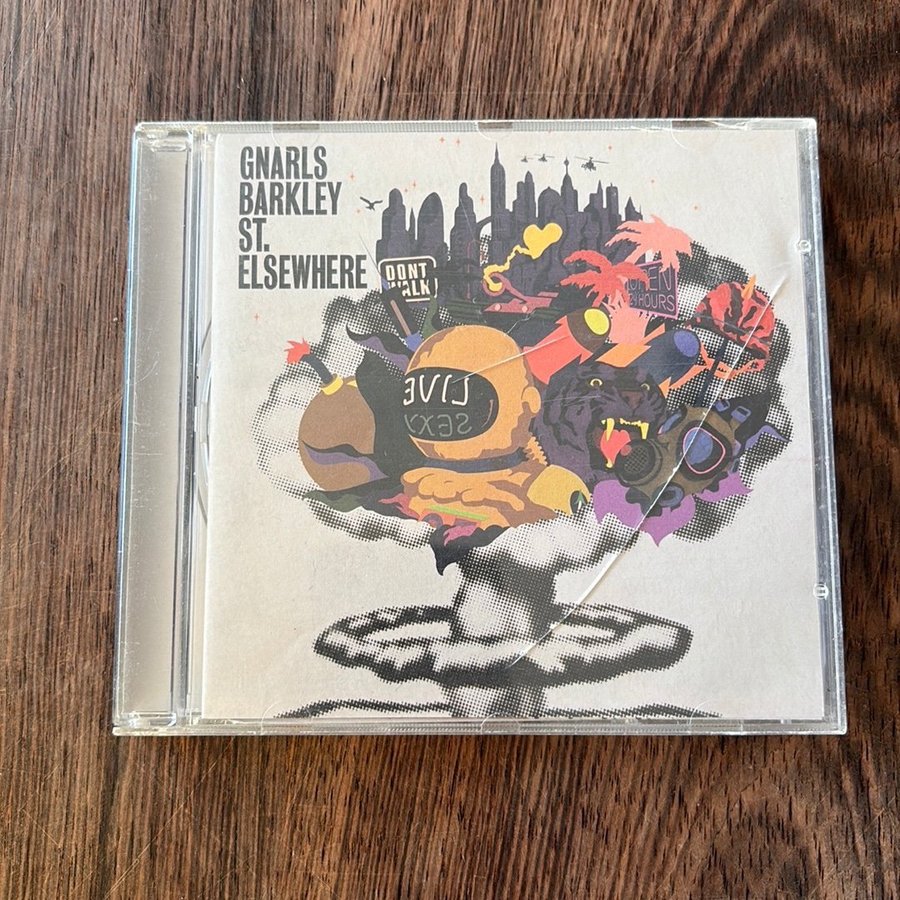 GNARLS
BARKLEY
ST.
ELSEWHERE
DONT
WALK
OPEN
24 HOURS
LIVE
SEXY